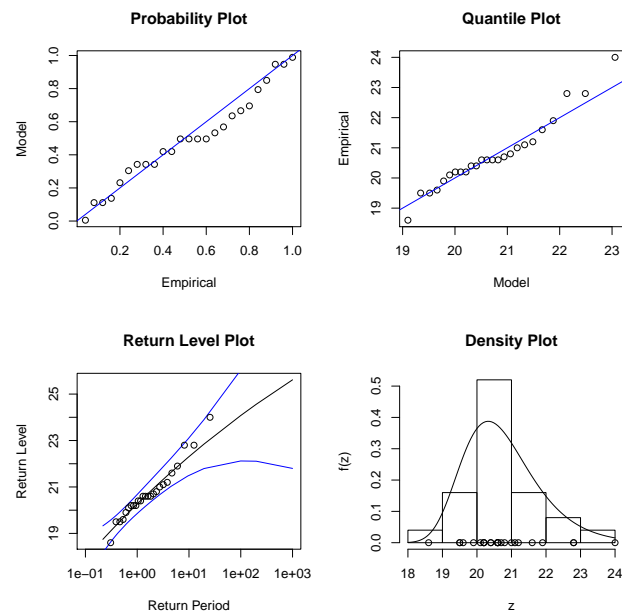 Probability Plot
Model
0.0 0.2 0.4 0.6 0.8 1.0
0.2 0.4 0.6 0.8 1.0
Empirical
Quantile Plot
Empirical
19 20 21 22 23 24
19 20 21 22 23
Model
Return Level Plot
Return Level
19 21 23 25
1e−01 1e+00 1e+01 1e+02 1e+03
Return Period
Density Plot
f(z)
0.0 0.1 0.2 0.3 0.4 0.5
18 19 20 21 22 23 24
z